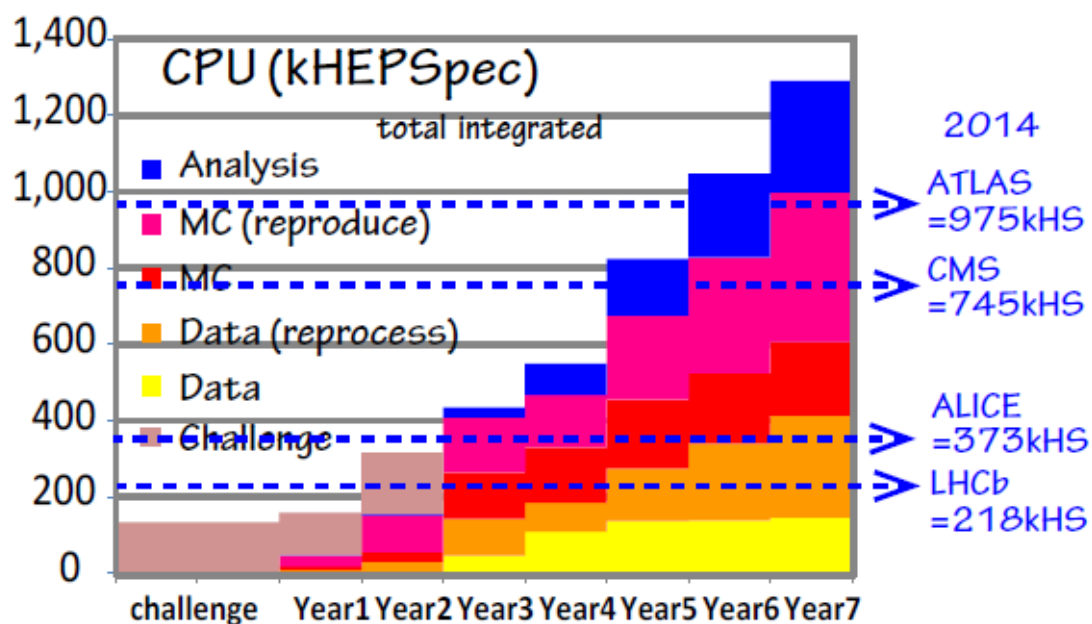 1,400
1,200
1,000
800
600
400
200
0
CPU (kHEPSpec)
total integrated
Analysis
MC (reproduce)
MC
Data (reprocess)
Data
Challenge
2014
ATLAS
=975kHS
CMS
=745kHS
ALICE
=373kHS
LHCb
=218kHS
challenge Year1 Year2 Year3 Year4 Year5 Year6 Year7